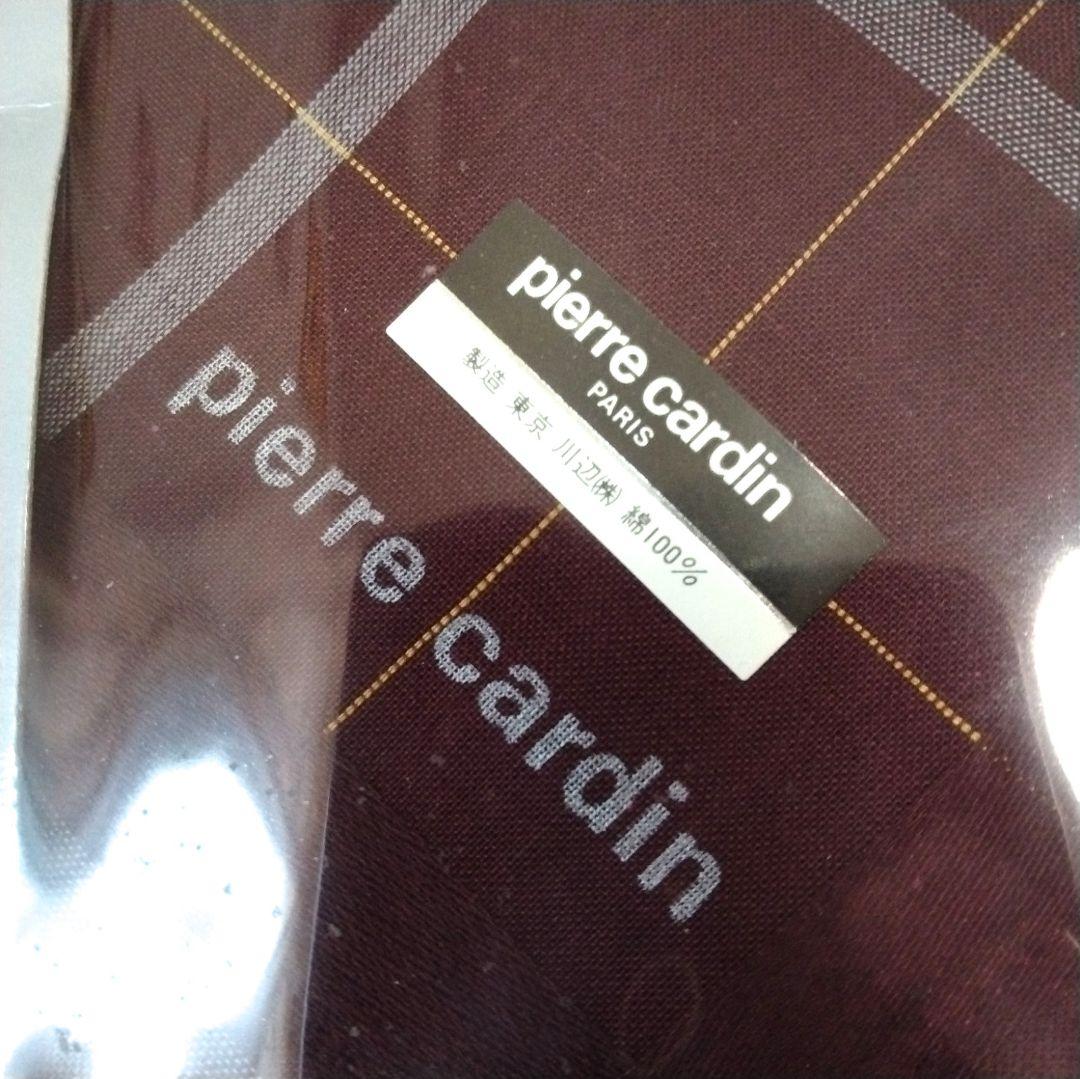 pierre cardin
PARIS
製造 東京 川辺㈱ 綿100%
pierre cardin